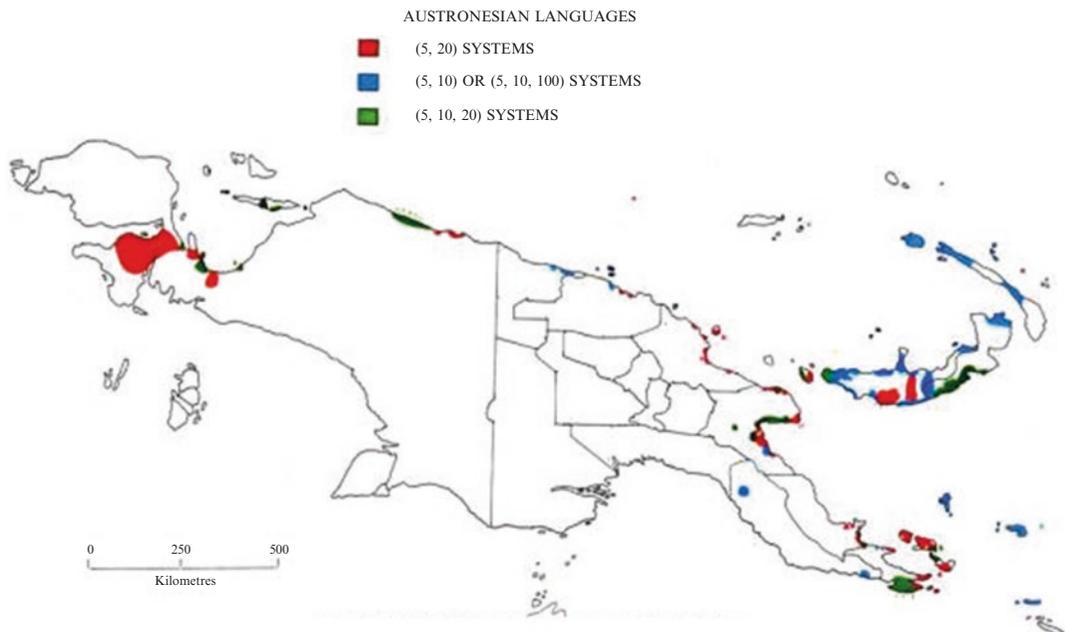 AUSTRONESIAN LANGUAGES
(5, 20) SYSTEMS
(5, 10) OR (5, 10, 100) SYSTEMS
(5, 10, 20) SYSTEMS
0 250 500
Kilometres